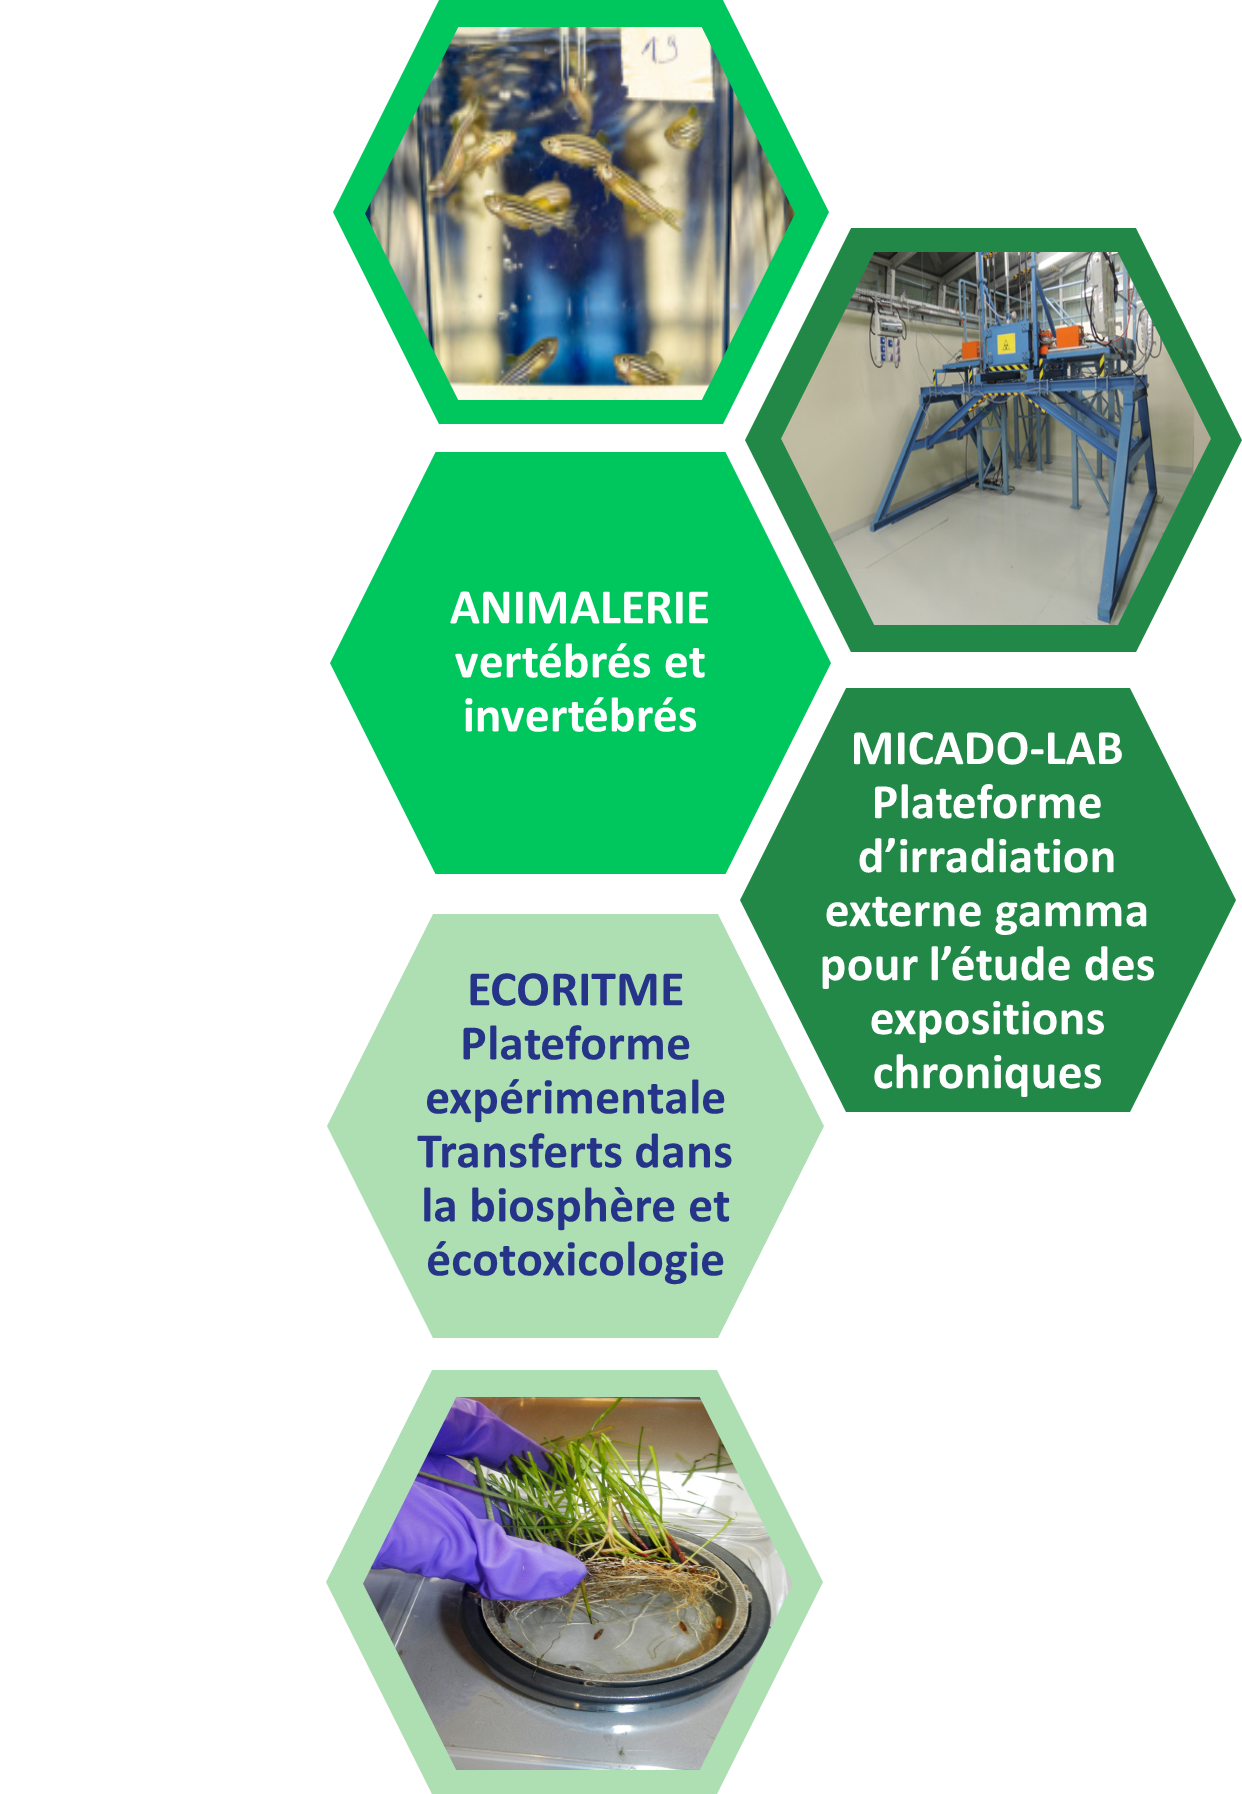 19
ANIMALERIE
vertébrés et
invertébrés
MICADO-LAB
Plateforme
d’irradiation
externe gamma
pour l’étude des
expositions
chroniques
ECORITME
Plateforme
expérimentale
Transferts dans
la biosphère et
écotoxicologie